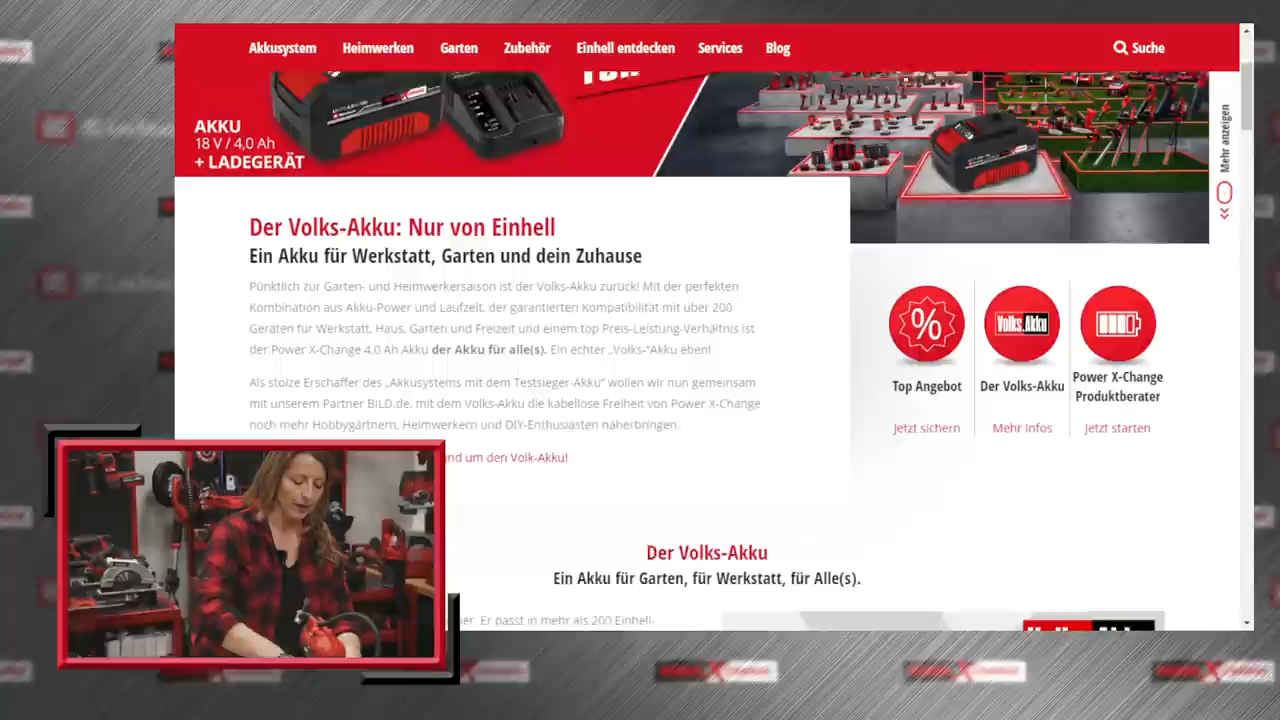 Akkusystem Heimwerken Garten Zubehör Einhell entdecken Services Blog Suche
AKKU
18 V / 4,0 Ah
+ LADEGERÄT
Mehr anzeigen
Der Volks-Akku: Nur von Einhell
Ein Akku für Werkstatt, Garten und dein Zuhause
Pünktlich zur Garten- und Heimwerkersaison ist der Volks-Akku zurück! Mit der perfekten
Kombination aus Akku-Power und Laufzeit, der garantierten Kompatibilität mit über 200
Geräten für Werkstatt, Haus, Garten und Freizeit und einem top Preis-Leistung-Verhältnis ist
der Power X-Change 4,0 Ah Akku der Akku für alle(s). Ein echter „Volks-“Akku eben!
Als stolze Erschaffer des „Akkusystems mit dem Testsieger-Akku“ wollen wir nun gemeinsam
mit unserem Partner BILD.de, mit dem Volks-Akku die kabellose Freiheit von Power X-Change
noch mehr Hobbygärtnern, Heimwerkern und DIY-Enthusiasten näherbringen.
und um den Volk-Akku!
%
Volks.Akku
Top Angebot
Jetzt sichern
Der Volks-Akku
Mehr Infos
Power X-Change
Produktberater
Jetzt starten
Der Volks-Akku
Ein Akku für Garten, für Werkstatt, für Alle(s).
Er passt in mehr als 200 Einhell-